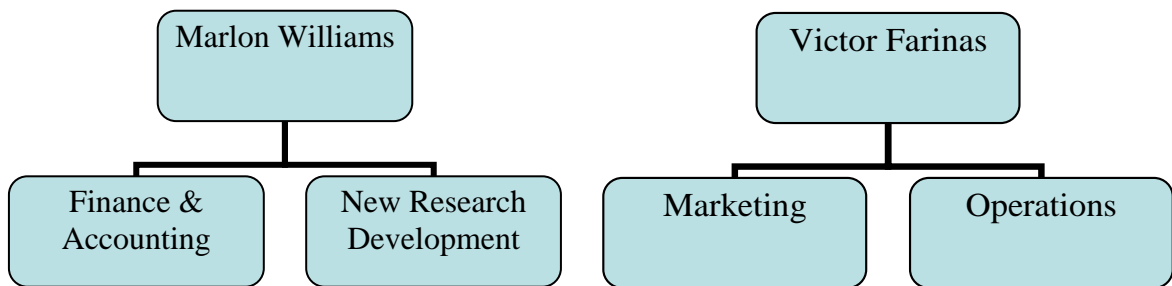 Marlon Williams
Victor Farinas
Finance &
Accounting
New Research
Development
Marketing
Operations